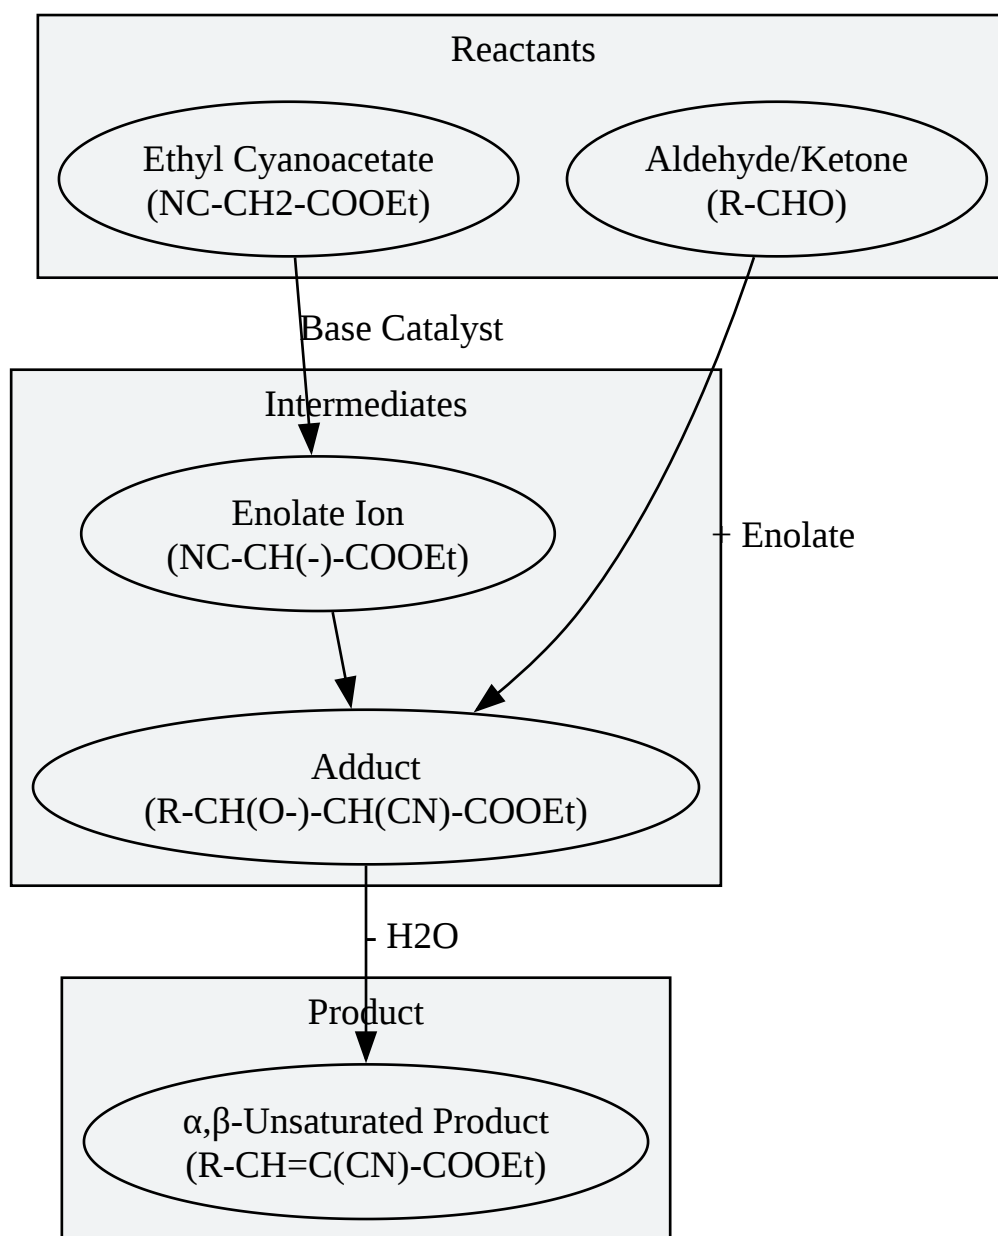 Reactants
Ethyl Cyanoacetate
(NC-CH2-COOEt)
Aldehyde/Ketone
(R-CHO)
Base Catalyst
Intermediates
Enolate Ion
(NC-CH(-)-COOEt)
+ Enolate
Adduct
(R-CH(O-)-CH(CN)-COOEt)
- H2O
Product
α,β-Unsaturated Product
(R-CH=C(CN)-COOEt)